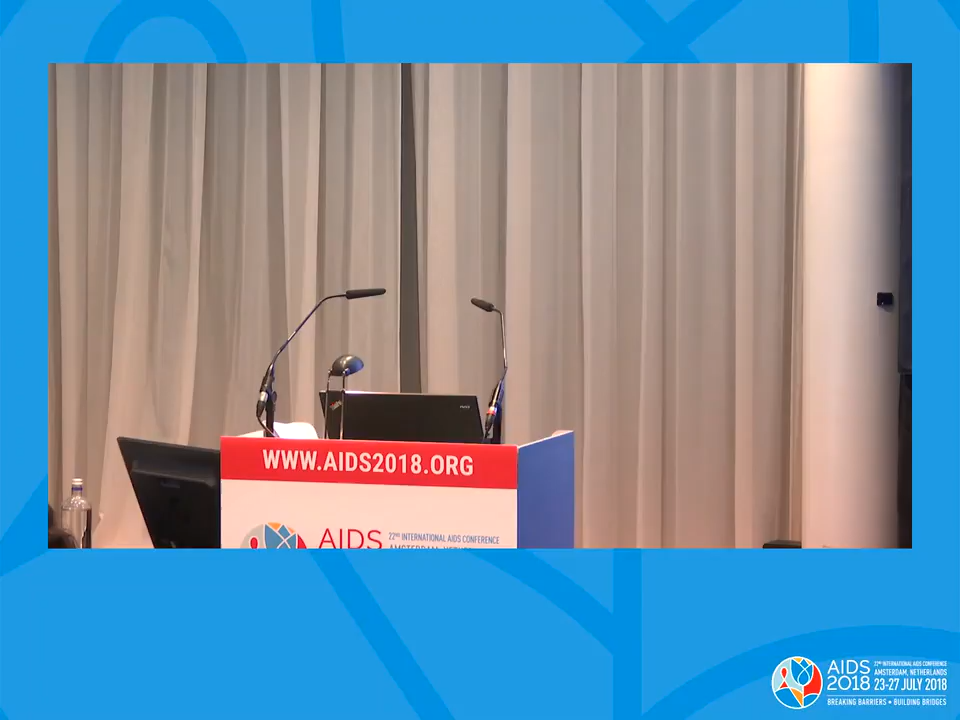 WWW.AIDS2018.ORG
AIDS
22ND INTERNATIONAL AIDS CONFERENCE
AIDS
2018
22ND INTERNATIONAL AIDS CONFERENCE
AMSTERDAM, NETHERLANDS
23-27 JULY 2018
BREAKING BARRIERS • BUILDING BRIDGES